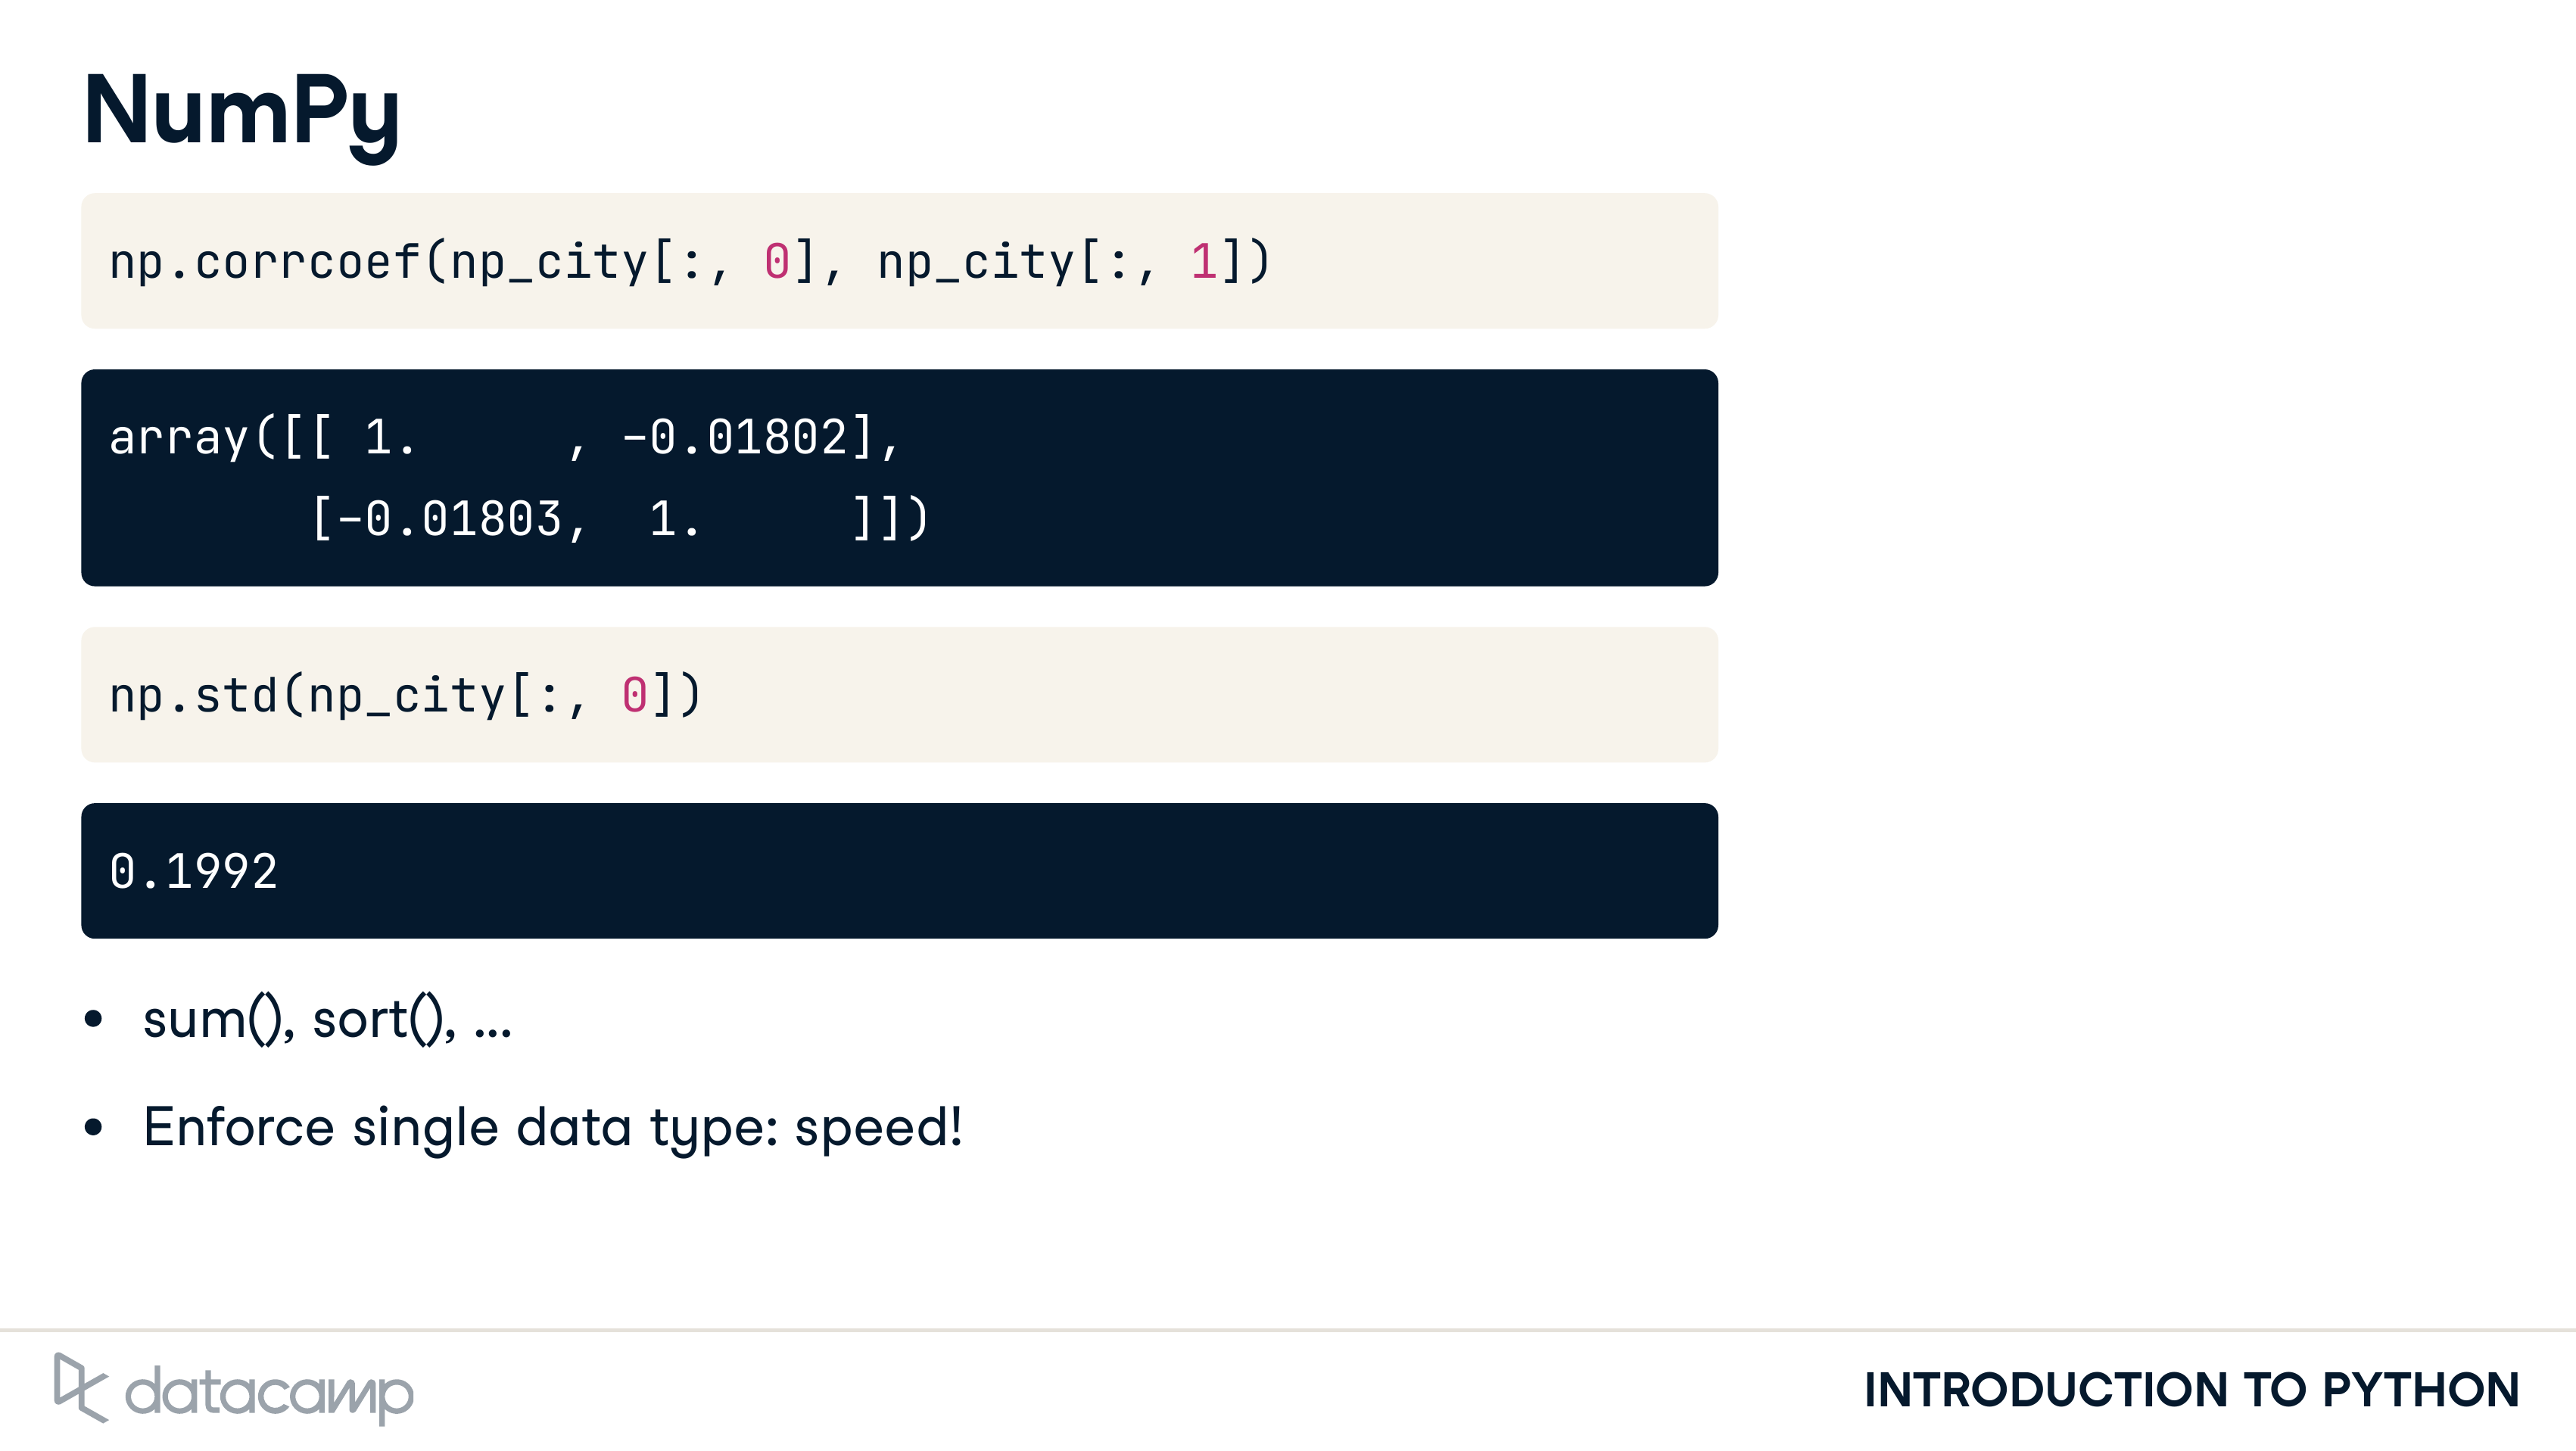 NumPy
np.corrcoef(np_city[:, 0], np_city[:, 1])
array([[ 1.     , -0.01802],
       [-0.01803,  1.     ]])
np.std(np_city[:, 0])
0.1992
• sum(), sort(), ...
• Enforce single data type: speed!
datacamp
INTRODUCTION TO PYTHON